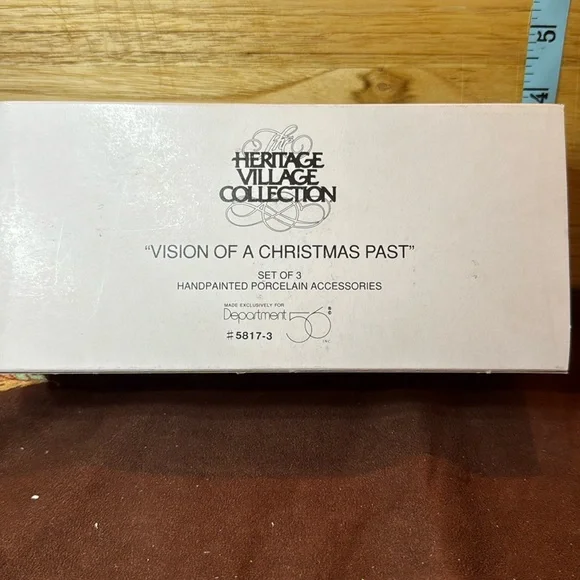 The
HERITAGE
VILLAGE
COLLECTION
"VISION OF A CHRISTMAS PAST"
SET OF 3
HANDPAINTED PORCELAIN ACCESSORIES
MADE EXCLUSIVELY FOR
Department 56®
INC.
#5817-3
5
4